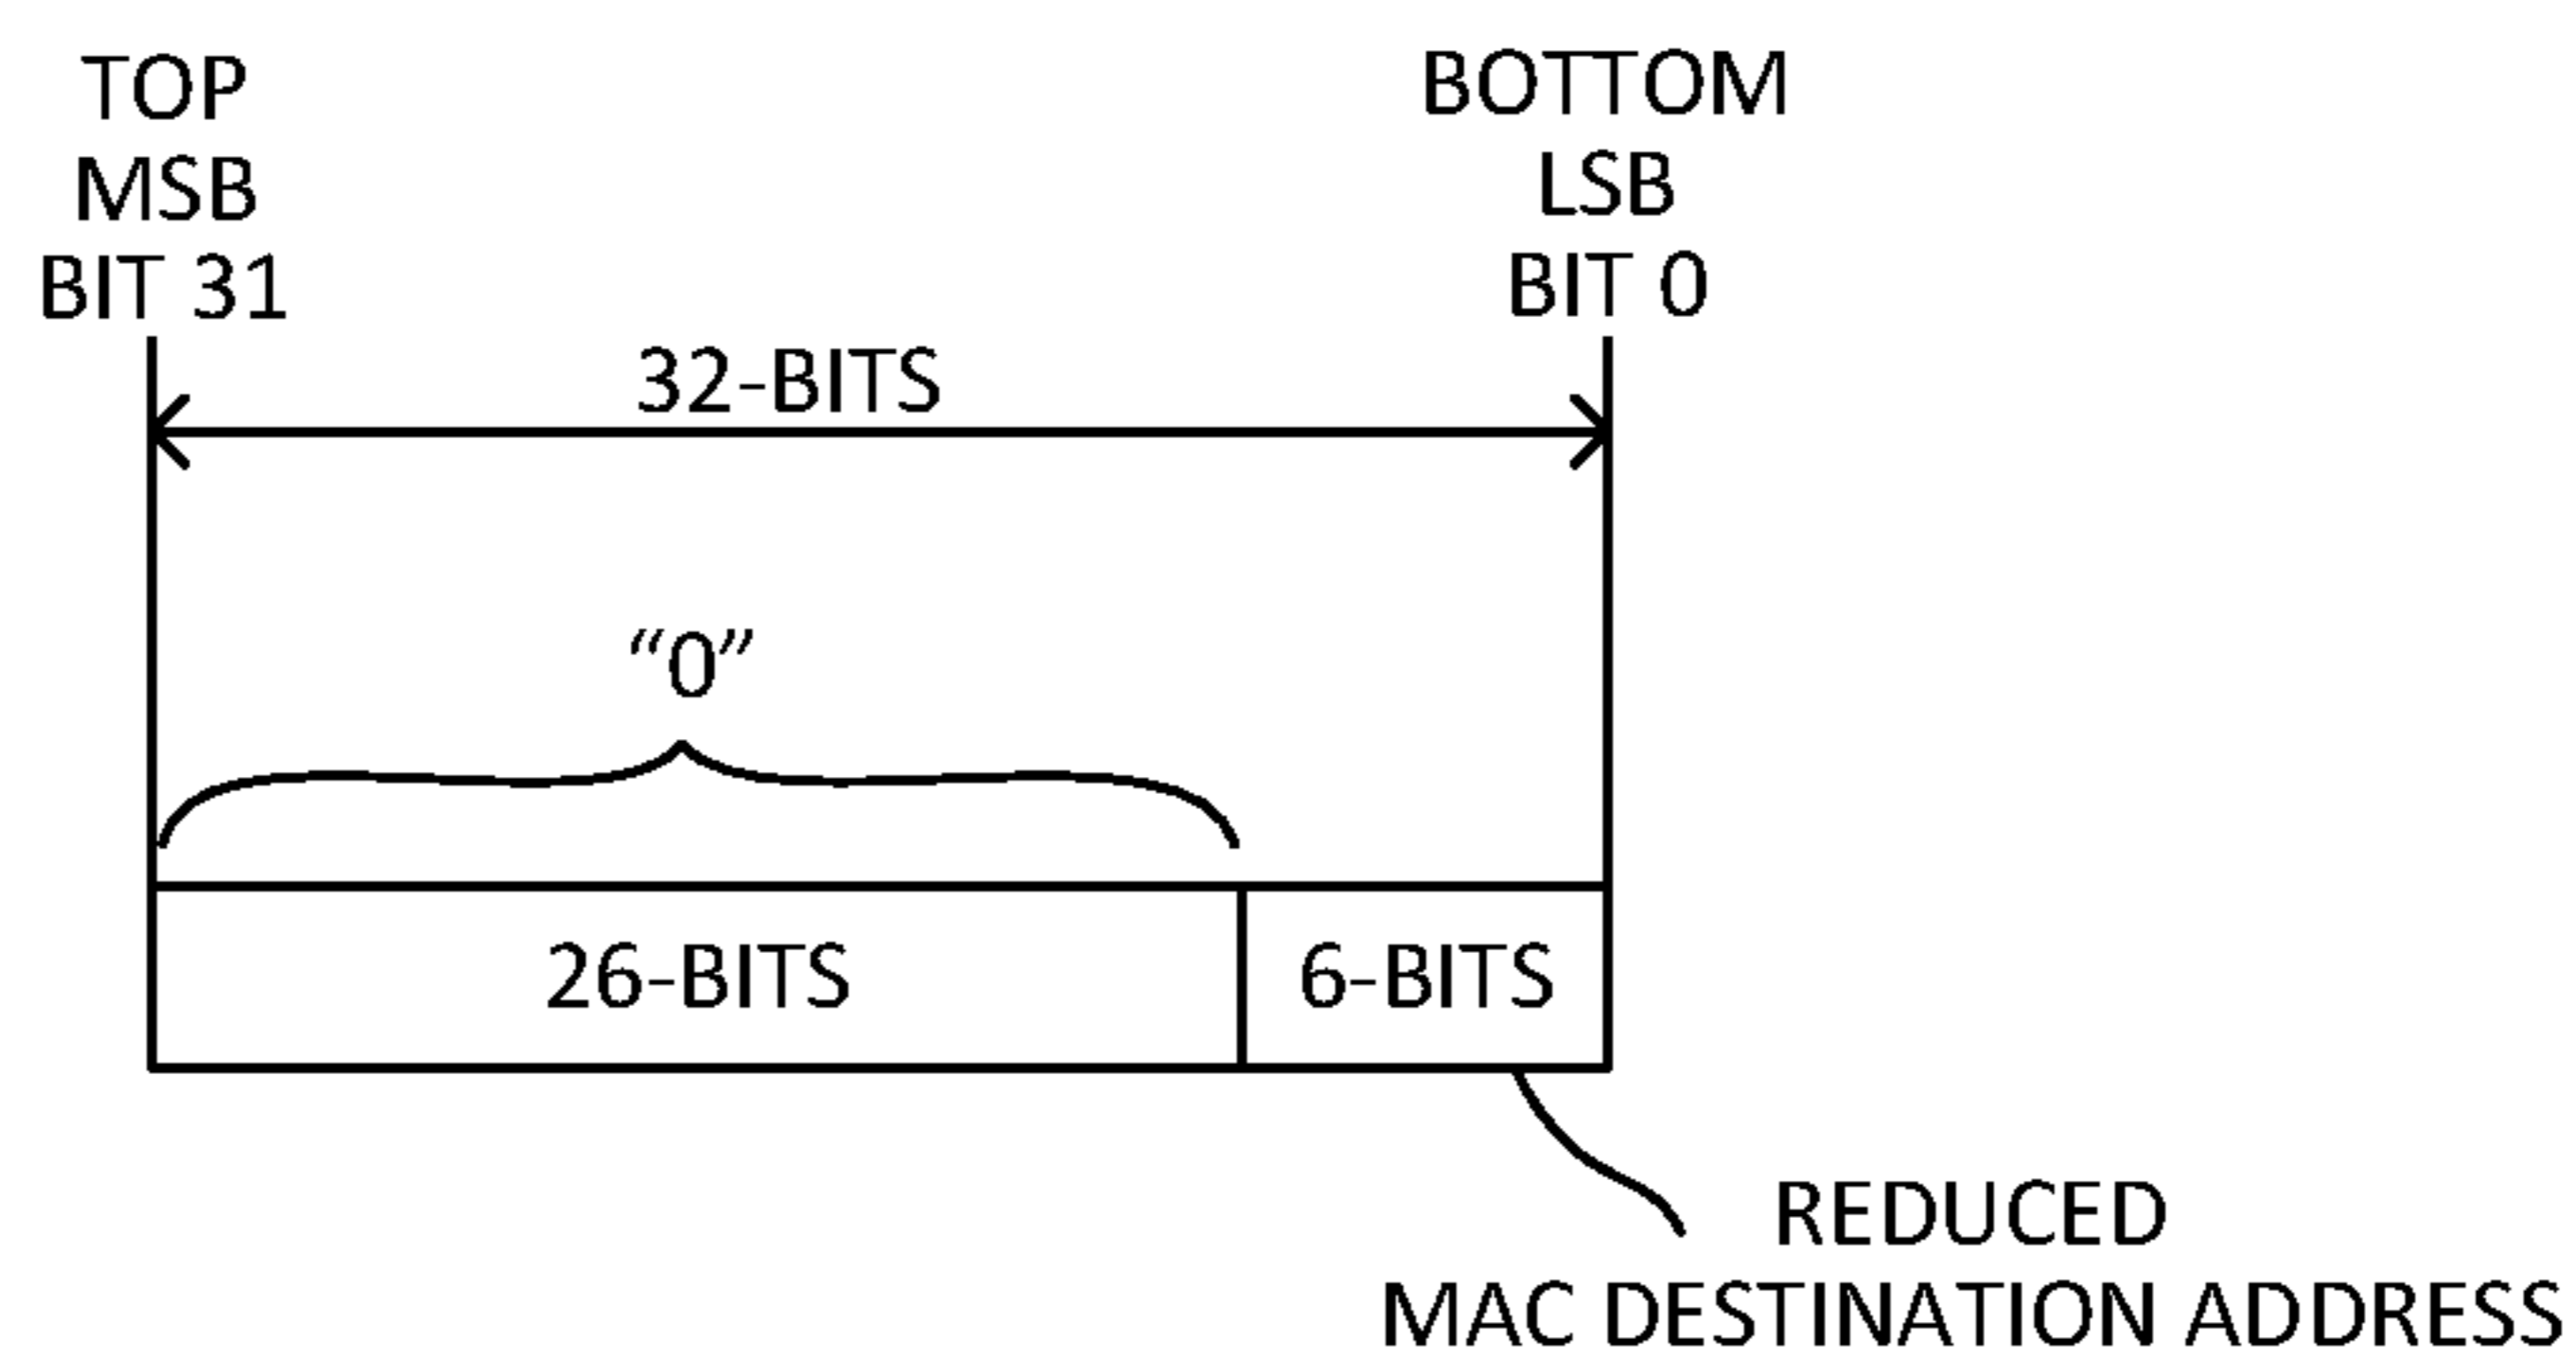 TOP
MSB
BIT 31
BOTTOM
LSB
BIT 0
32-BITS
“0”
26-BITS
6-BITS
REDUCED
MAC DESTINATION ADDRESS